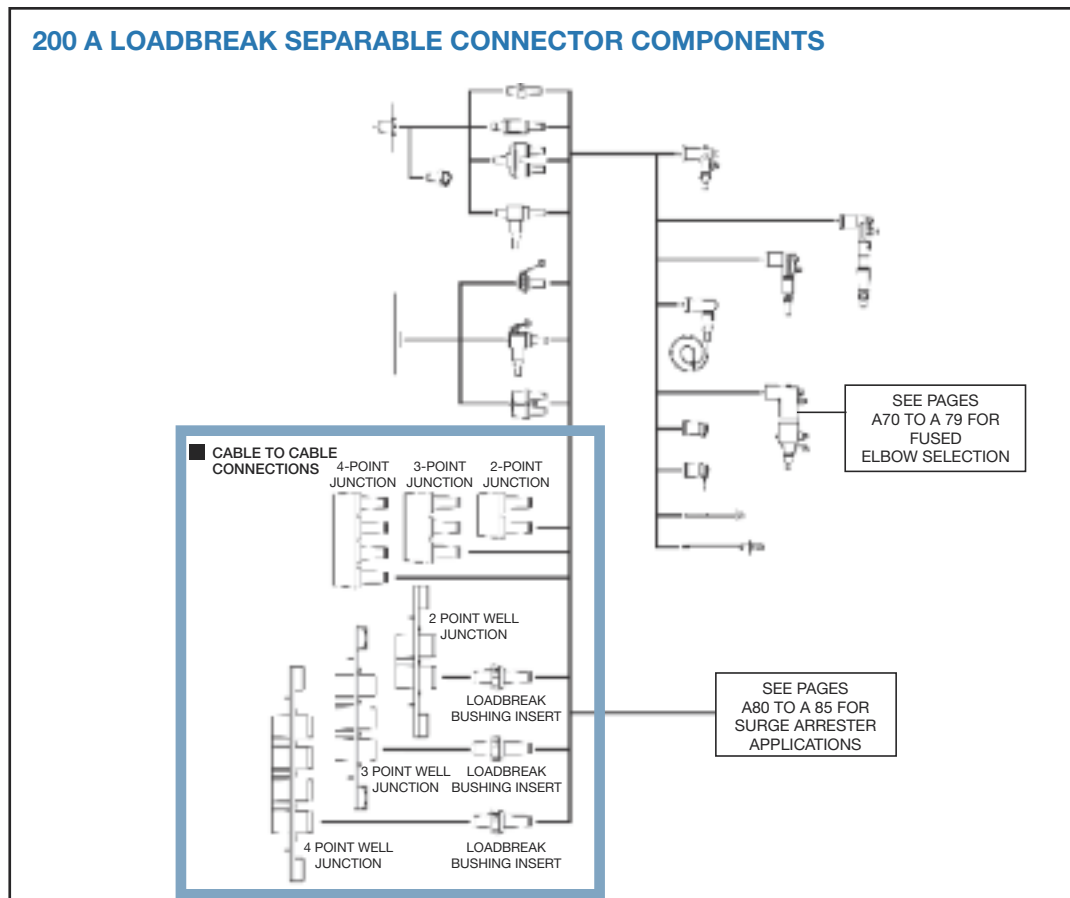 200 A LOADBREAK SEPARABLE CONNECTOR COMPONENTS
SEE PAGES
A70 TO A 79 FOR
FUSED
ELBOW SELECTION
CABLE TO CABLE
CONNECTIONS
4-POINT
JUNCTION
3-POINT
JUNCTION
2-POINT
JUNCTION
2 POINT WELL
JUNCTION
LOADBREAK
BUSHING INSERT
SEE PAGES
A80 TO A 85 FOR
SURGE ARRESTER
APPLICATIONS
3 POINT WELL
JUNCTION
LOADBREAK
BUSHING INSERT
4 POINT WELL
JUNCTION
LOADBREAK
BUSHING INSERT